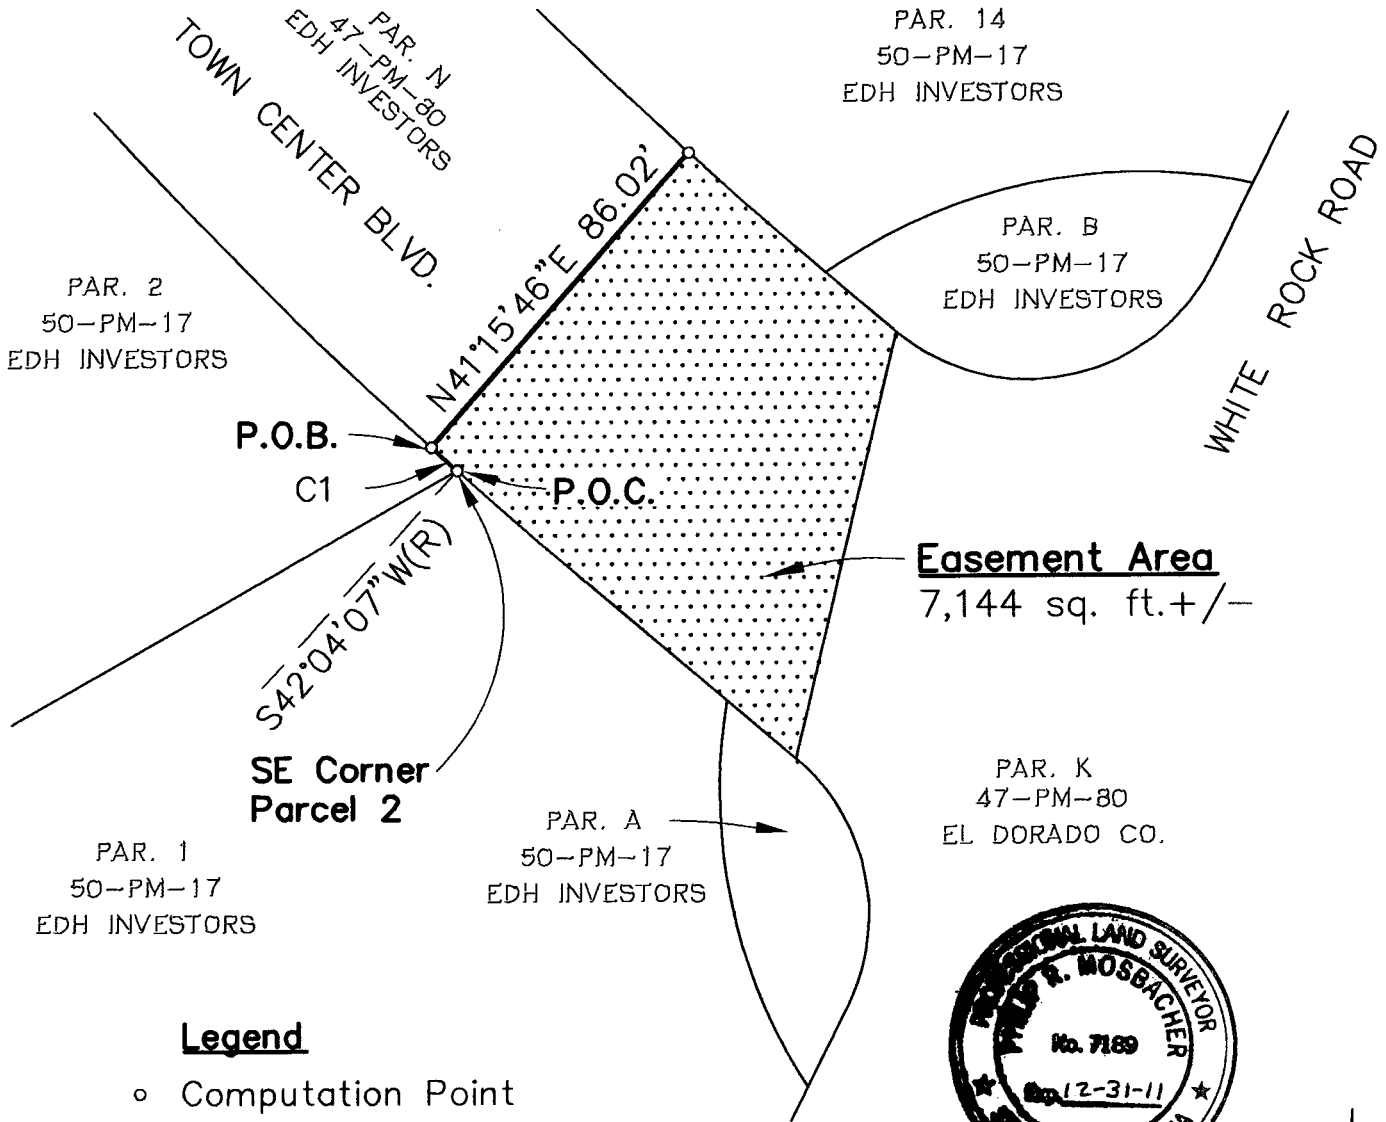 PAR. N
47-PM-80
EDH INVESTORS
TOWN CENTER BLVD.
PAR. 14
50-PM-17
EDH INVESTORS
WHITE ROCK ROAD
PAR. B
50-PM-17
EDH INVESTORS
PAR. 2
50-PM-17
EDH INVESTORS
N41°15'46"E 86.02'
P.O.B.
C1
P.O.C.
S42°04'07"W(R)
Easement Area
7,144 sq. ft.+/-
SE Corner
Parcel 2
PAR. K
47-PM-80
EL DORADO CO.
PAR. A
50-PM-17
EDH INVESTORS
PAR. 1
50-PM-17
EDH INVESTORS
Legend
Computation Point
PROFESSIONAL LAND SURVEYOR
R. MOSBACHER
No. 7189
Exp. 12-31-11